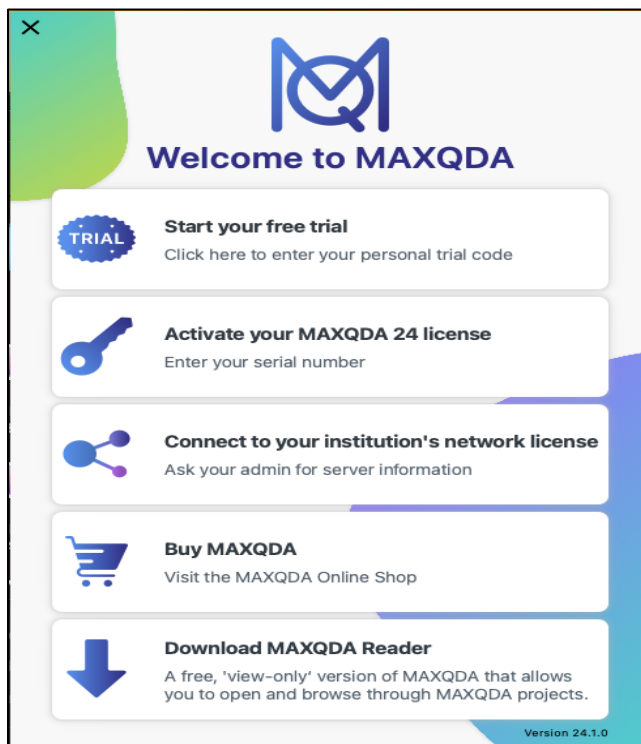 Welcome to MAXQDA
TRIAL
Start your free trial
Click here to enter your personal trial code
Activate your MAXQDA 24 license
Enter your serial number
Connect to your institution's network license
Ask your admin for server information
Buy MAXQDA
Visit the MAXQDA Online Shop
Download MAXQDA Reader
A free, 'view-only‘ version of MAXQDA that allows
you to open and browse through MAXQDA projects.
Version 24.1.0